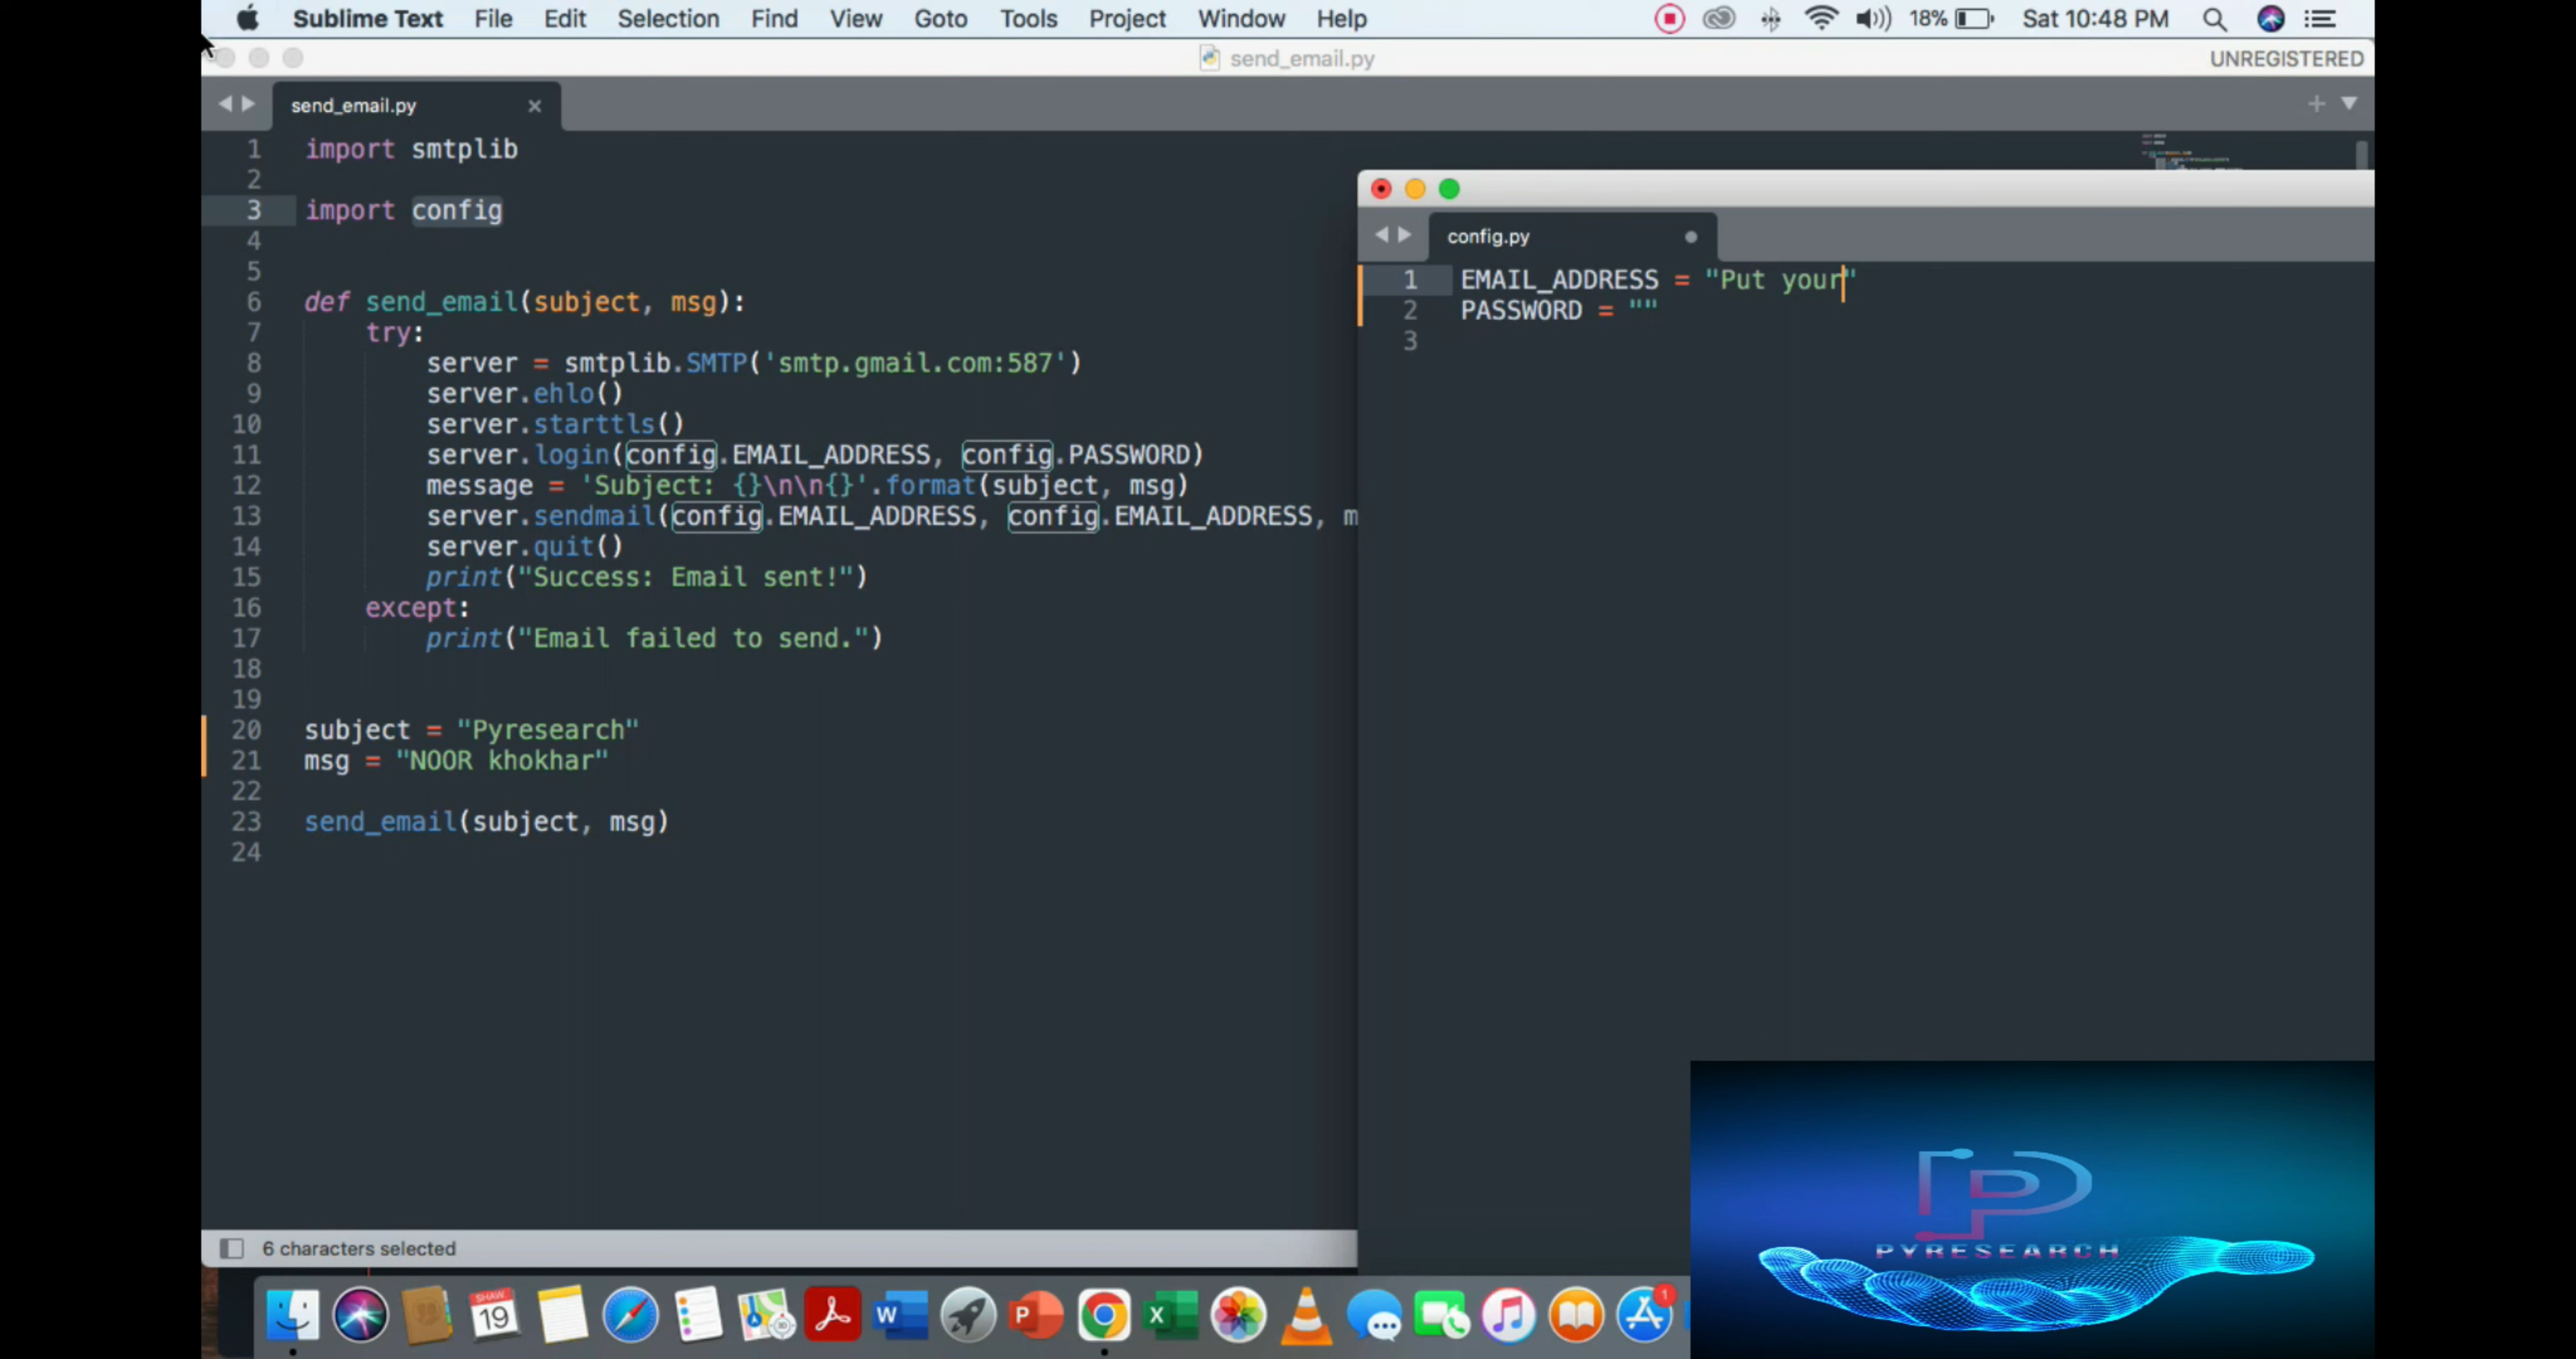 Sublime Text File Edit Selection Find View Goto Tools Project Window Help 18% Sat 10:48 PM
send_email.py UNREGISTERED
send_email.py
1 import smtplib
2
3 import config
4
5
6 def send_email(subject, msg):
7 try:
8 server = smtplib.SMTP('smtp.gmail.com:587')
9 server.ehlo()
10 server.starttls()
11 server.login(config.EMAIL_ADDRESS, config.PASSWORD)
12 message = 'Subject: {}\n\n{}'.format(subject, msg)
13 server.sendmail(config.EMAIL_ADDRESS, config.EMAIL_ADDRESS, m
14 server.quit()
15 print("Success: Email sent!")
16 except:
17 print("Email failed to send.")
18
19
20 subject = "Pyresearch"
21 msg = "NOOR khokhar"
22
23 send_email(subject, msg)
24
6 characters selected
config.py
1 EMAIL_ADDRESS = "Put your"
2 PASSWORD = ""
3
PYRESEARCH
SHAW
19
W
P
X
1